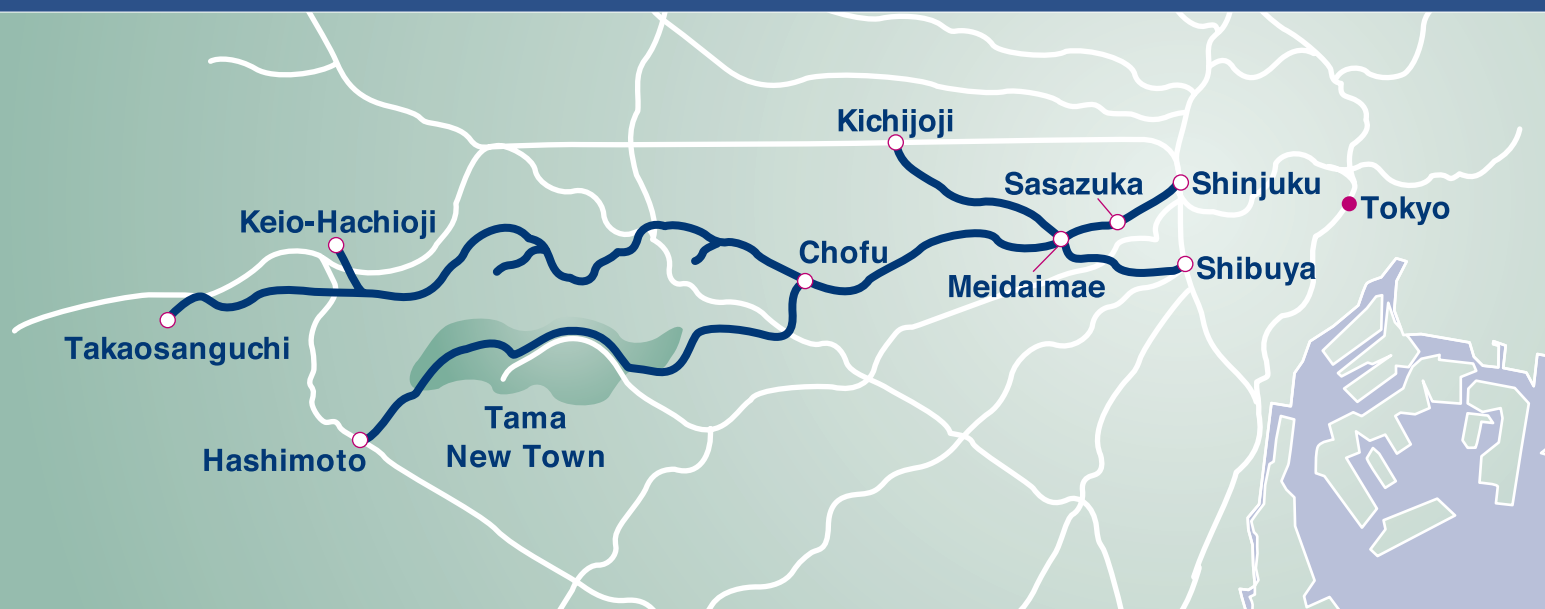 Kichijoji
Sasazuka
Shinjuku
Tokyo
Keio-Hachioji
Chofu
Meidaimae
Shibuya
Takaosanguchi
Tama
New Town
Hashimoto